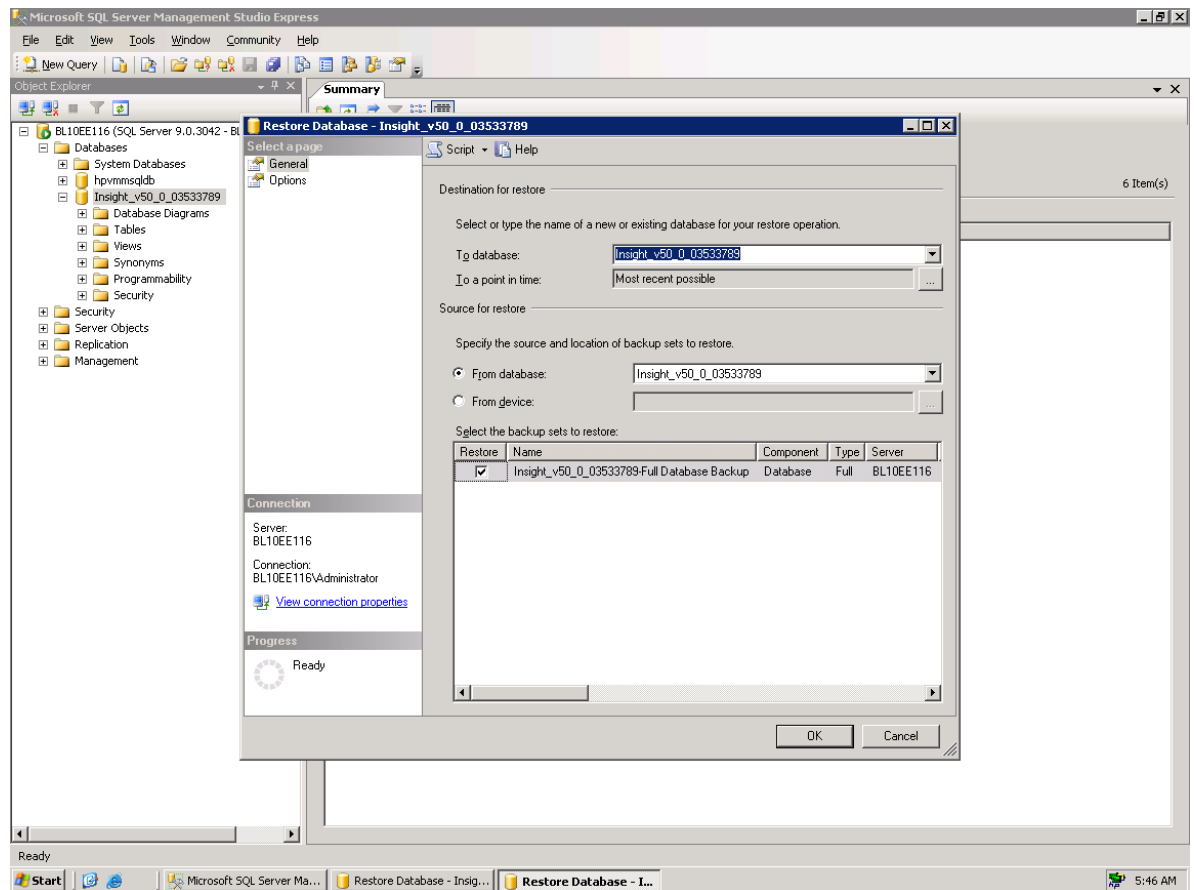 Microsoft SQL Server Management Studio Express
File Edit View Tools Window Community Help
New Query
Object Explorer
Summary
BL10EE116 (SQL Server 9.0.3042 - BL
Databases
System Databases
hpvmmsqldb
Insight_v50_0_03533789
Database Diagrams
Tables
Views
Synonyms
Programmability
Security
Security
Server Objects
Replication
Management
6 Item(s)
Restore Database - Insight_v50_0_03533789
Select a page
General
Options
Script Help
Destination for restore
Select or type the name of a new or existing database for your restore operation.
To database: Insight_v50_0_03533789
To a point in time: Most recent possible ...
Source for restore
Specify the source and location of backup sets to restore.
From database: Insight_v50_0_03533789
From device: ...
Select the backup sets to restore:
Restore Name Component Type Server
Insight_v50_0_03533789-Full Database Backup Database Full BL10EE116
Connection
Server:
BL10EE116
Connection:
BL10EE116\Administrator
View connection properties
Progress
Ready
OK Cancel
Ready
Start Microsoft SQL Server Ma... Restore Database - Insig... Restore Database - I... 5:46 AM